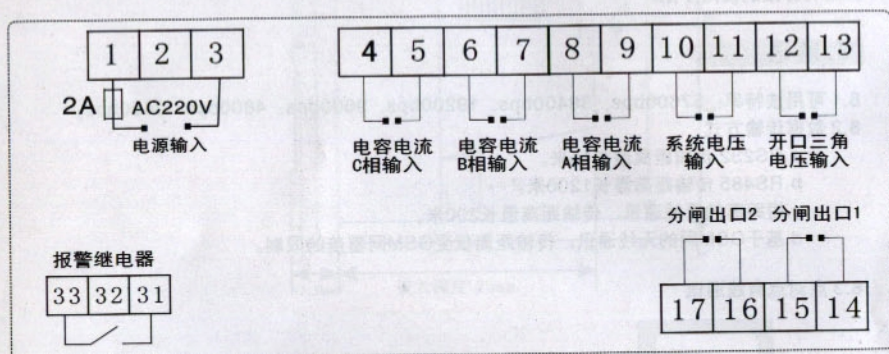 1 2 3
4 5 6 7 8 9 10 11 12 13
2A AC220V
电源输入
电容电流
C相输入
电容电流
B相输入
电容电流
A相输入
系统电压
输入
开口三角
电压输入
分闸出口2 分闸出口1
报警继电器
33 32 31
17 16 15 14